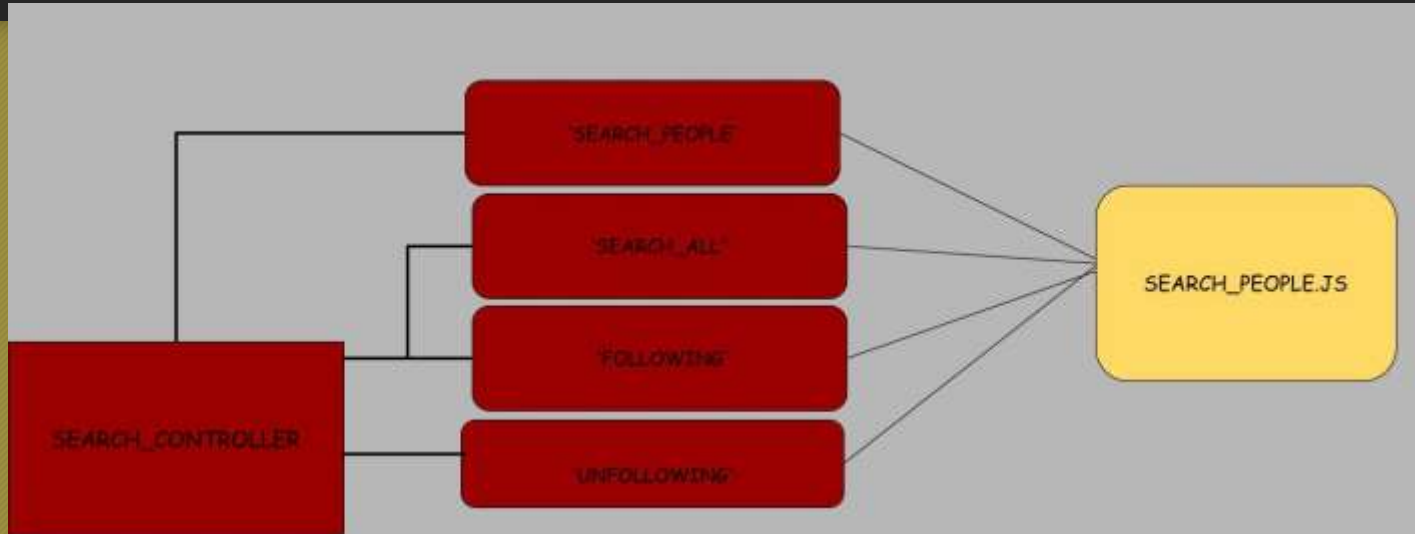 'SEARCH_PEOPLE'
'SEARCH_ALL'
'FOLLOWING'
'UNFOLLOWING'
SEARCH_CONTROLLER
SEARCH_PEOPLE.JS